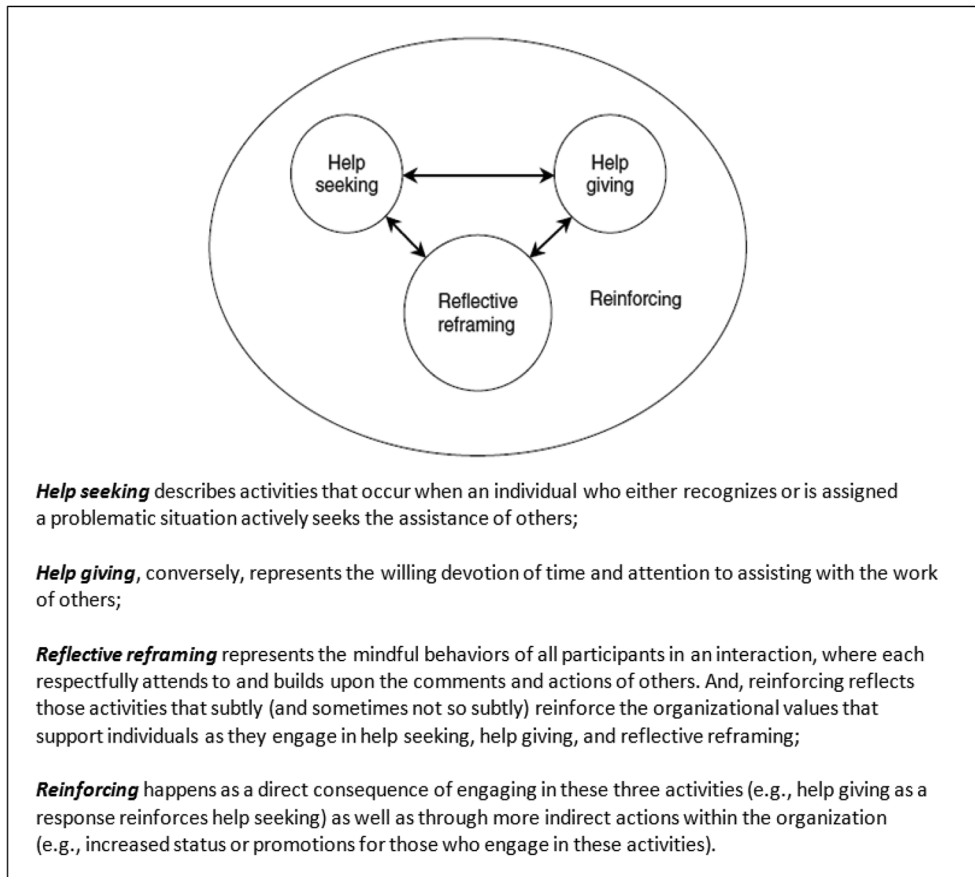 Help
seeking
Help
giving
Reflective
reframing
Reinforcing
Help seeking describes activities that occur when an individual who either recognizes or is assigned
a problematic situation actively seeks the assistance of others;
Help giving, conversely, represents the willing devotion of time and attention to assisting with the work
of others;
Reflective reframing represents the mindful behaviors of all participants in an interaction, where each
respectfully attends to and builds upon the comments and actions of others. And, reinforcing reflects
those activities that subtly (and sometimes not so subtly) reinforce the organizational values that
support individuals as they engage in help seeking, help giving, and reflective reframing;
Reinforcing happens as a direct consequence of engaging in these three activities (e.g., help giving as a
response reinforces help seeking) as well as through more indirect actions within the organization
(e.g., increased status or promotions for those who engage in these activities).